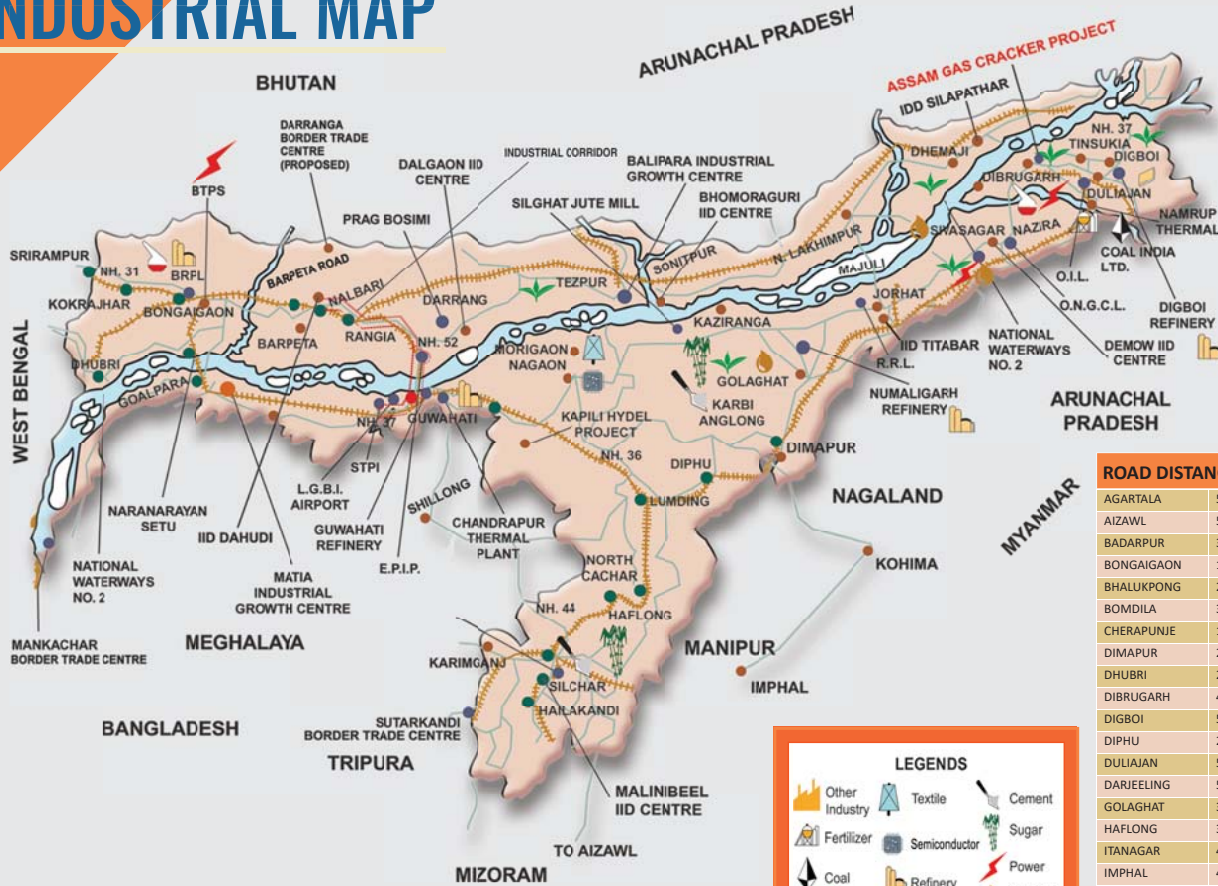 NDUSTRIAL MAP
ARUNACHAL PRADESH
ASSAM GAS CRACKER PROJECT
IDD SILAPATHAR
BHUTAN
DARRANGA
BORDER TRADE
CENTRE
(PROPOSED)
BTPS
PRAG BOSIMI
DALGAON IID
CENTRE
INDUSTRIAL CORRIDOR
SILGHAT JUTE MILL
BALIPARA INDUSTRIAL
GROWTH CENTRE
BHOMORAGURI
IID CENTRE
DHEMAJI
NH. 37
TINSUKIA
DIGBOI
DIBRUGARH
DULIAJAN
SRIRAMPUR
NH. 31
BRPL
KOKRAJHAR
BONGAIGAON
BARPETA ROAD
NALBARI
BARPETA
RANGIA
DARRANG
NH. 52
TEZPUR
SONITPUR
N. LAKHIMPUR
MAJULI
SIVASAGAR
NAZIRA
NAMRUP
THERMAL
COAL INDIA
LTD.
O.I.L.
O.N.G.C.L.
DIGBOI
REFINERY
DEMOW IID
CENTRE
NATIONAL
WATERWAYS
NO. 2
JORHAT
IID TITABAR
R.R.L.
KAZIRANGA
MORIGAON
NAGAON
GOLAGHAT
NUMALIGARH
REFINERY
KARBI
ANGLONG
WEST BENGAL
DHUBRI
GOALPARA
NH. 37
GUWAHATI
KAPILI HYDEL
PROJECT
NH. 36
DIPHU
DIMAPUR
LUMDING
ARUNACHAL
PRADESH
NAGALAND
MYANMAR
STPI
L.G.B.I.
AIRPORT
SHILLONG
NARANARAYAN
SETU
IID DAHUDI
GUWAHATI
REFINERY
CHANDRAPUR
THERMAL
PLANT
E.P.I.P.
NATIONAL
WATERWAYS
NO. 2
MATIA
INDUSTRIAL
GROWTH CENTRE
MANKACHAR
BORDER TRADE CENTRE
MEGHALAYA
NORTH
CACHAR
NH. 44
HAFLONG
KOHIMA
MANIPUR
IMPHAL
KARIMGANJ
SILCHAR
HAILAKANDI
SUTARKANDI
BORDER TRADE CENTRE
BANGLADESH
TRIPURA
MALINIBEEL
IID CENTRE
TO AIZAWL
MIZORAM
LEGENDS
Other
Industry
Textile
Cement
Fertilizer
Semiconductor
Sugar
Coal
Refinery
Power
ROAD DISTAN
AGARTALA
AIZAWL
BADARPUR
BONGAIGAON
BHALUKPONG
BOMDILA
CHERAPUNJE
DIMAPUR
DHUBRI
DIBRUGARH
DIGBOI
DIPHU
DULIAJAN
DARJEELING
GOLAGHAT
HAFLONG
ITANAGAR
IMPHAL